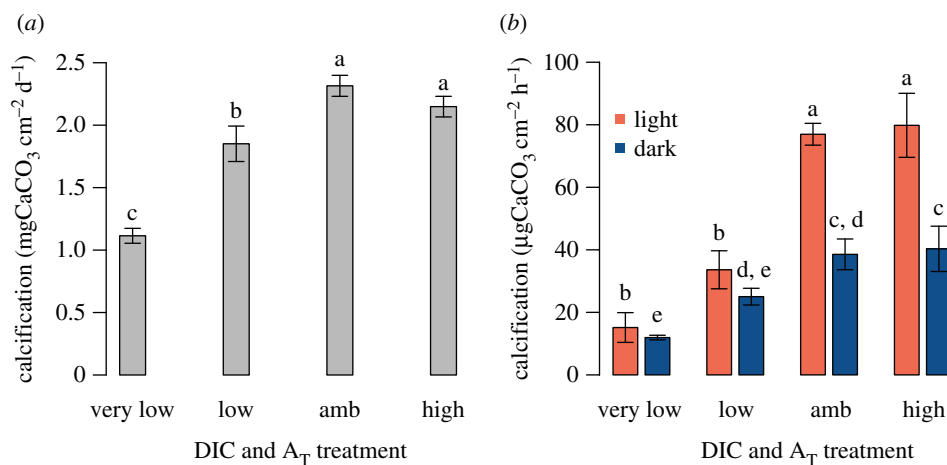 (a)
calcification (mgCaCO₃ cm⁻² d⁻¹)
2.5
2.0
1.5
1.0
0.5
0
c
b
a
a
very low low amb high
DIC and A_T treatment
(b)
calcification (µgCaCO₃ cm⁻² h⁻¹)
100
80
60
40
20
0
light
dark
b
e
b
d, e
a
c, d
a
c
very low low amb high
DIC and A_T treatment